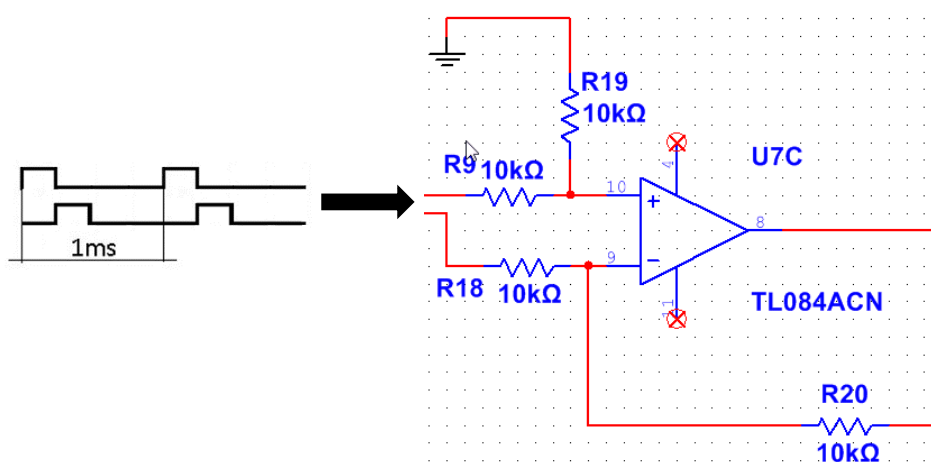 R19
10kΩ
R9 10kΩ
4
U7C
10
+
8
1ms
9
−
R18 10kΩ
11
TL084ACN
R20
10kΩ